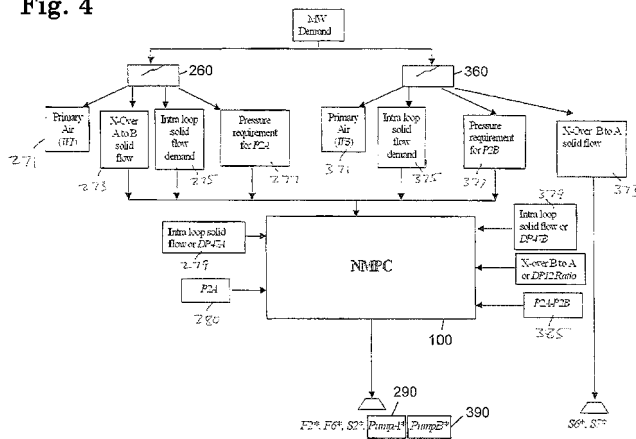 Fig. 4
MW
Demand
260
360
Primary
Air
X-Over
A to B
solid
flow
Intra loop
solid
flow
demand
Pressure
requirement
for P2A
Primary
Air
Intra loop
solid
flow
demand
Pressure
requirement
for P2B
X-Over B to A
solid flow
271
273
275
277
371
375
377
373
379
Intra loop solid
flow or DP47A
279
P2A
280
NMPC
100
Intra loop
solid flow or
DP47B
X-over B to A
or DP12 Ratio
P2A-P2B
385
290
390
F2*, F6*, S2*, PumpA* PumpB*
S6*, S7*